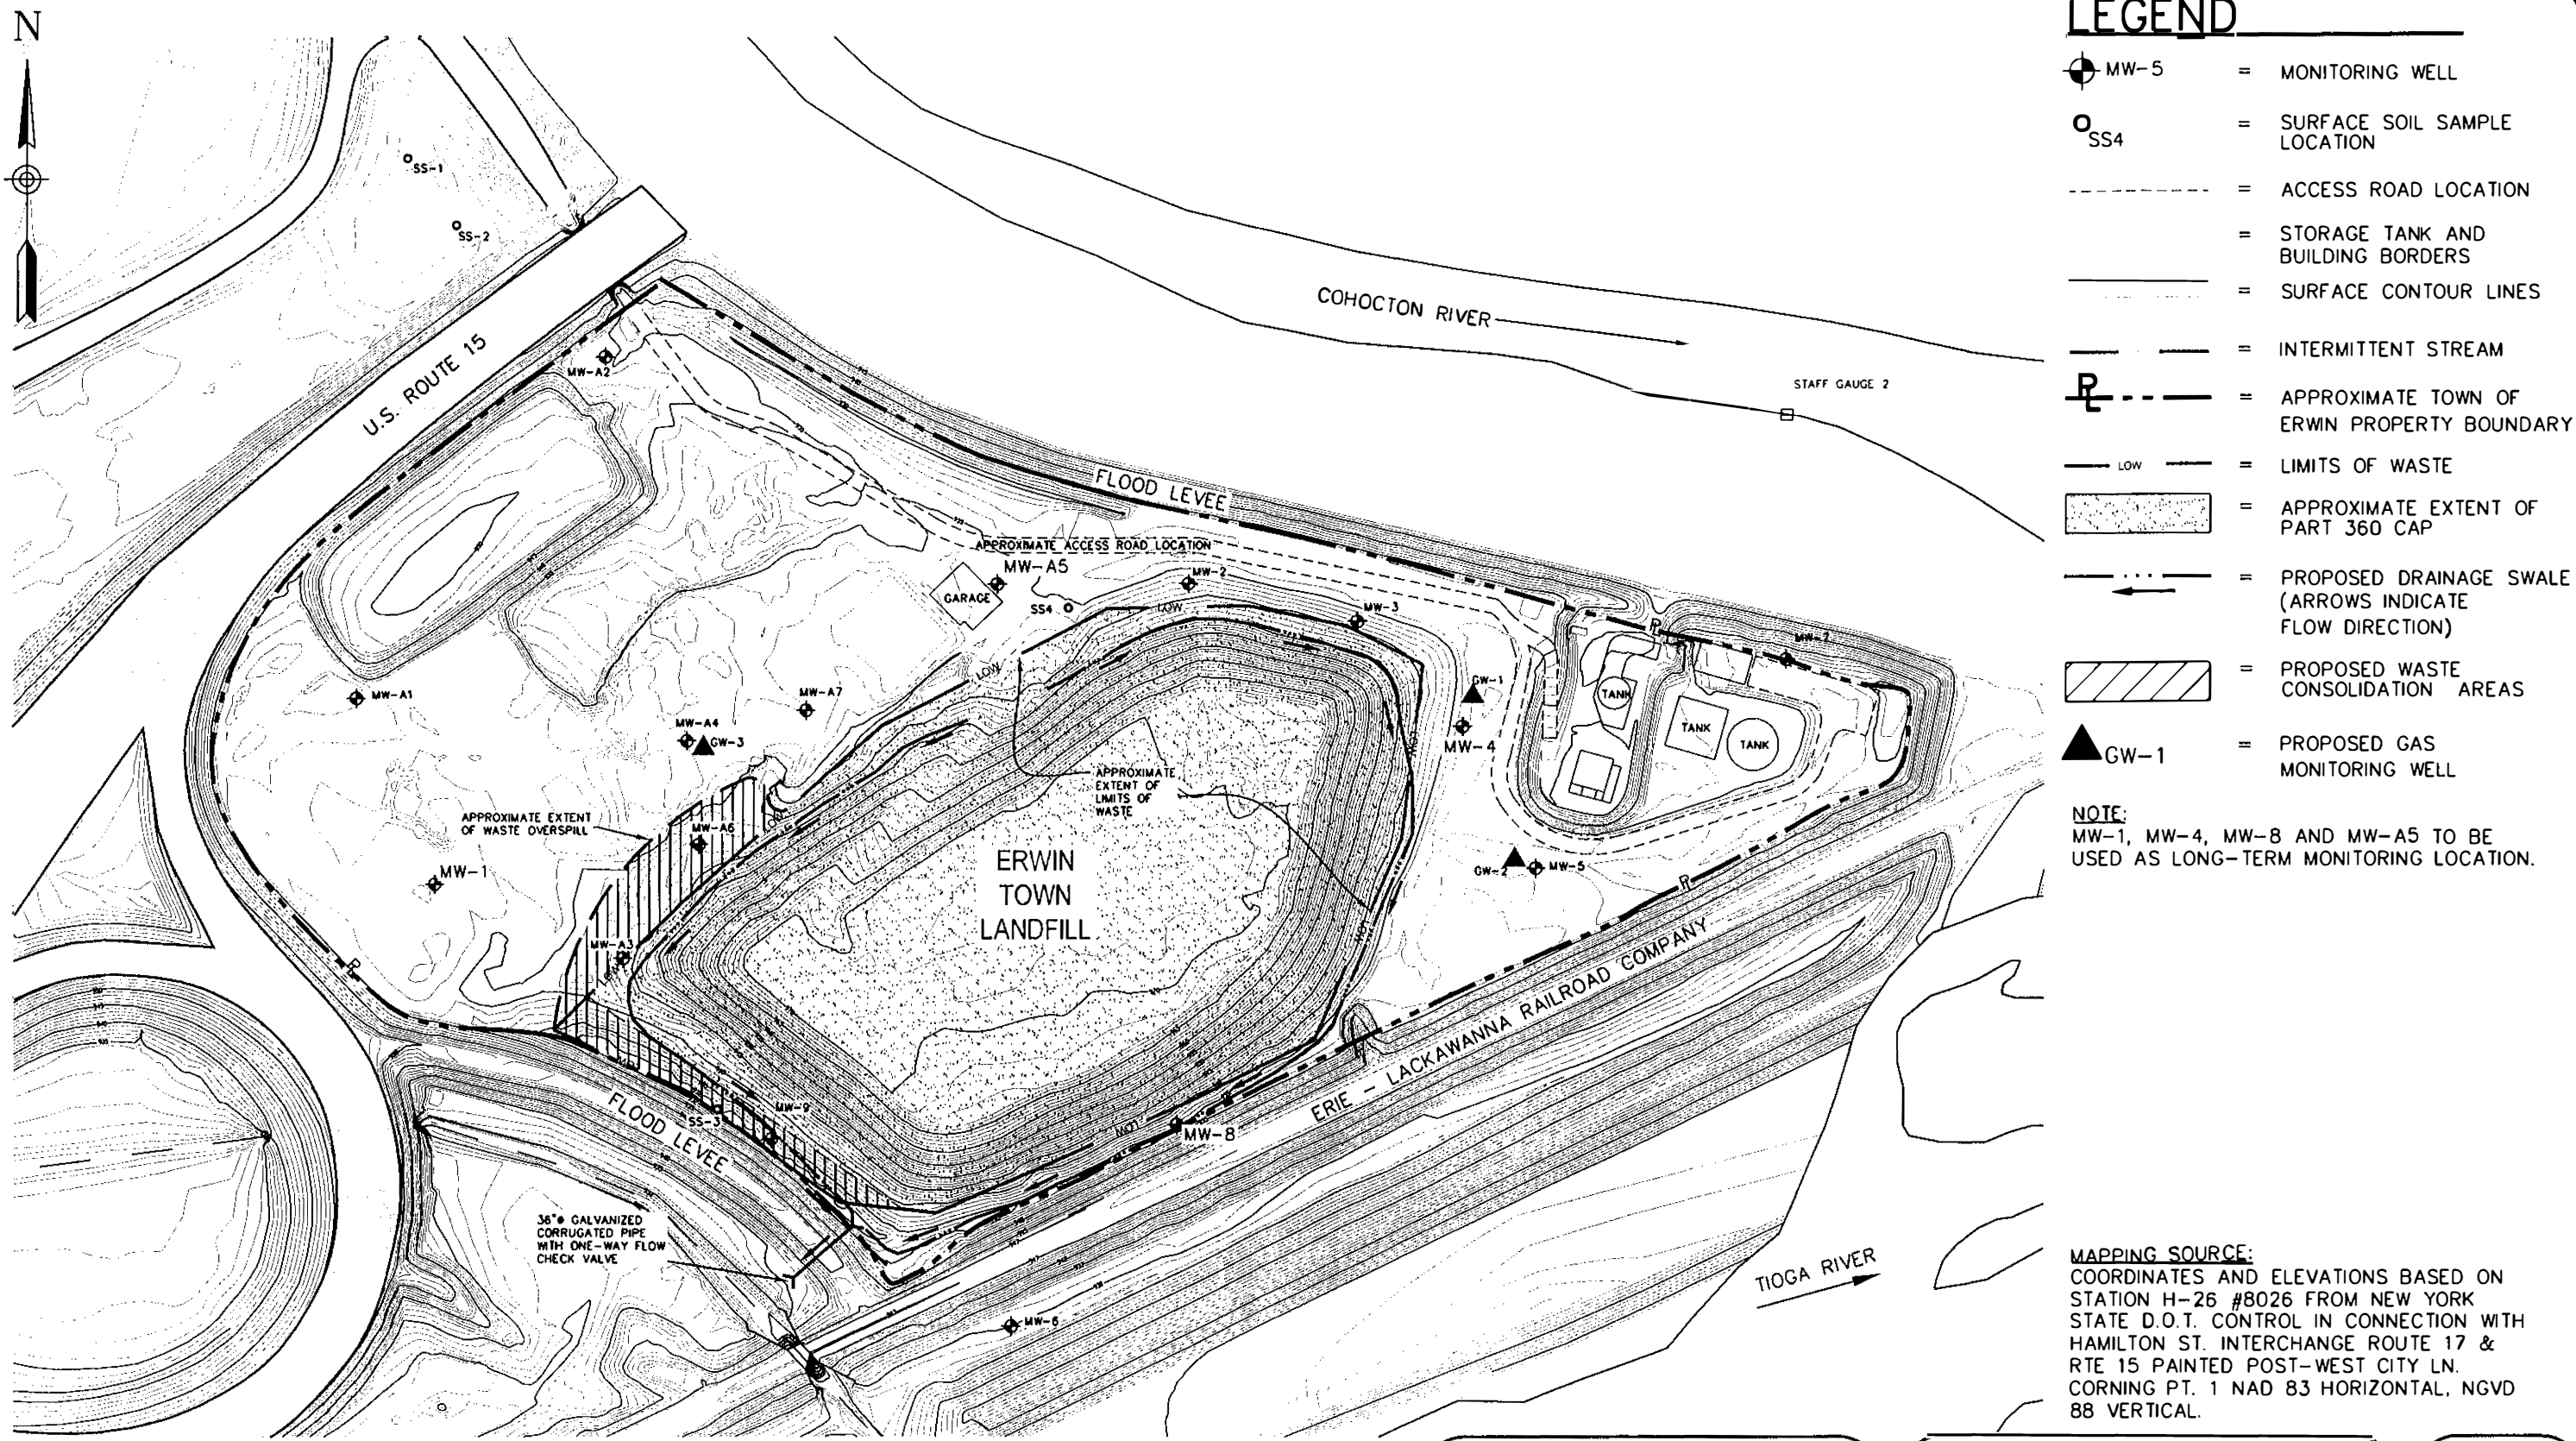 N
LEGEND
MW-5 = MONITORING WELL
SS4 = SURFACE SOIL SAMPLE
LOCATION
= ACCESS ROAD LOCATION
= STORAGE TANK AND
BUILDING BORDERS
= SURFACE CONTOUR LINES
= INTERMITTENT STREAM
PL = APPROXIMATE TOWN OF
ERWIN PROPERTY BOUNDARY
LOW = LIMITS OF WASTE
= APPROXIMATE EXTENT OF
PART 360 CAP
= PROPOSED DRAINAGE SWALE
(ARROWS INDICATE
FLOW DIRECTION)
= PROPOSED WASTE
CONSOLIDATION AREAS
GW-1 = PROPOSED GAS
MONITORING WELL
NOTE:
MW-1, MW-4, MW-8 AND MW-A5 TO BE
USED AS LONG-TERM MONITORING LOCATION.
MAPPING SOURCE:
COORDINATES AND ELEVATIONS BASED ON
STATION H-26 #8026 FROM NEW YORK
STATE D.O.T. CONTROL IN CONNECTION WITH
HAMILTON ST. INTERCHANGE ROUTE 17 &
RTE 15 PAINTED POST-WEST CITY LN.
CORNING PT. 1 NAD 83 HORIZONTAL, NGVD
88 VERTICAL.
SS-1
SS-2
U.S. ROUTE 15
COHOCTON RIVER
STAFF GAUGE 2
MW-A2
FLOOD LEVEE
APPROXIMATE ACCESS ROAD LOCATION
MW-A5
GARAGE
SS4
MW-2
LOW
MW-3
PL
MW-7
LOW
GW-1
MW-4
TANK
TANK
TANK
MW-A1
MW-A7
MW-A4
GW-3
APPROXIMATE
EXTENT OF
LIMITS OF
WASTE
LOW
APPROXIMATE EXTENT
OF WASTE OVERSPILL
MW-A6
LOW
MW-1
ERWIN
TOWN
LANDFILL
GW-2
MW-5
PL
MW-A3
LOW
LOW
PL
ERIE - LACKAWANNA RAILROAD COMPANY
FLOOD LEVEE
SS-3
MW-9
LOW
MW-8
36"ø GALVANIZED
CORRUGATED PIPE
WITH ONE-WAY FLOW
CHECK VALVE
MW-6
TIOGA RIVER